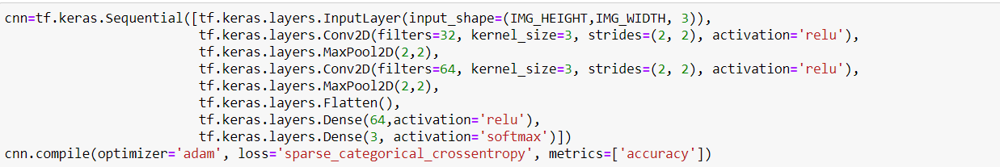 cnn=tf.keras.Sequential([tf.keras.layers.InputLayer(input_shape=(IMG_HEIGHT,IMG_WIDTH, 3)),
                         tf.keras.layers.Conv2D(filters=32, kernel_size=3, strides=(2, 2), activation='relu'),
                         tf.keras.layers.MaxPool2D(2,2),
                         tf.keras.layers.Conv2D(filters=64, kernel_size=3, strides=(2, 2), activation='relu'),
                         tf.keras.layers.MaxPool2D(2,2),
                         tf.keras.layers.Flatten(),
                         tf.keras.layers.Dense(64,activation='relu'),
                         tf.keras.layers.Dense(3, activation='softmax')])
cnn.compile(optimizer='adam', loss='sparse_categorical_crossentropy', metrics=['accuracy'])